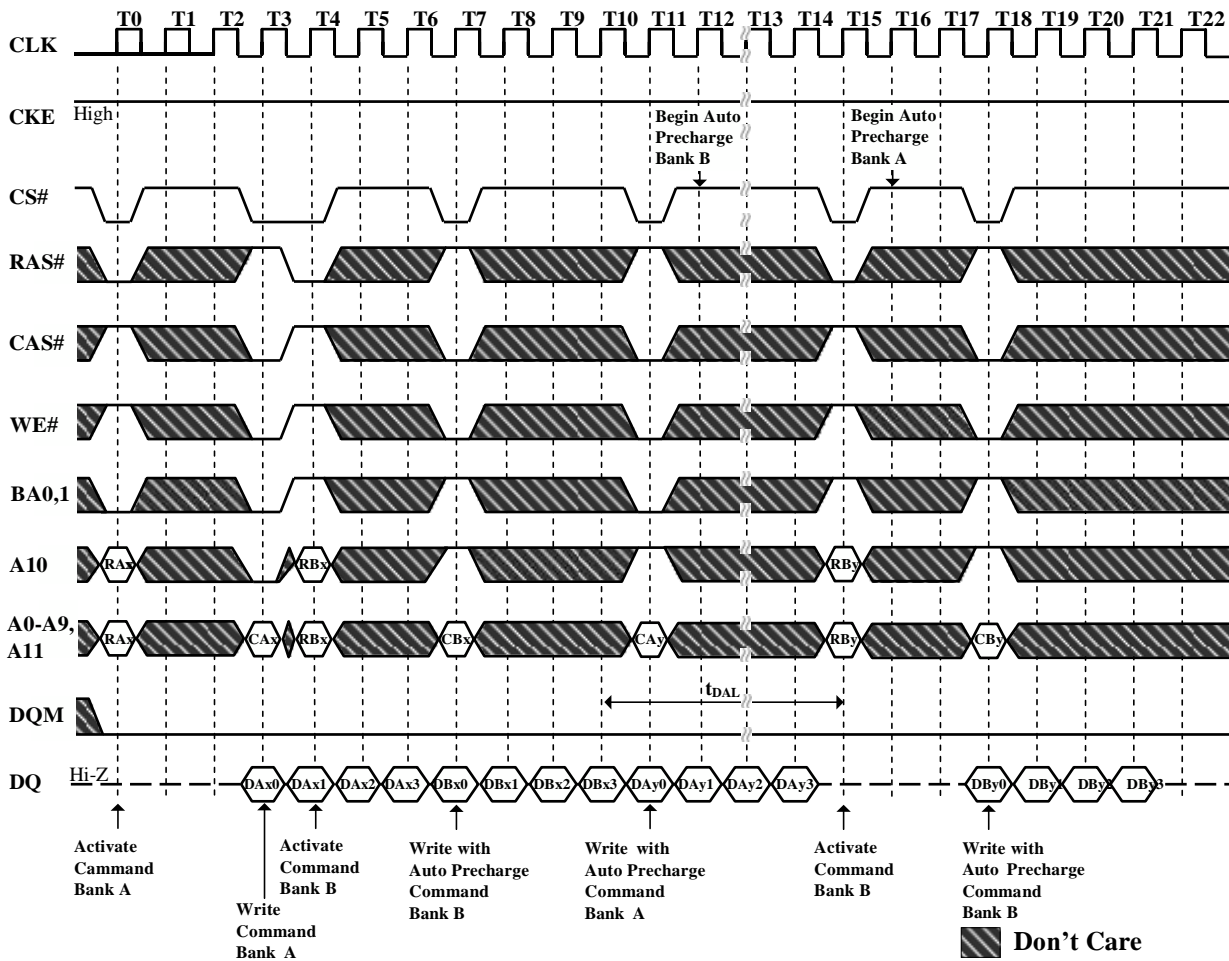 T0 T1 T2 T3 T4 T5 T6 T7 T8 T9 T10 T11 T12 T13 T14 T15 T16 T17 T18 T19 T20 T21 T22
CLK
CKE High
Begin Auto
Precharge
Bank B
Begin Auto
Precharge
Bank A
CS#
RAS#
CAS#
WE#
BA0,1
A10 RAx RBx RBy
A0-A9,
A11
RAx CAx RBx CBx CAy RBy CBy
tDAL
DQM
DQ Hi-Z DAx0 DAx1 DAx2 DAx3 DBx0 DBx1 DBx2 DBx3 DAy0 DAy1 DAy2 DAy3 DBy0 DBy1 DBy2 DBy3
Activate
Cammand
Bank A
Write
Command
Bank A
Activate
Command
Bank B
Write with
Auto Precharge
Command
Bank B
Write with
Auto Precharge
Command
Bank A
Activate
Command
Bank B
Write with
Auto Precharge
Command
Bank B
Don't Care